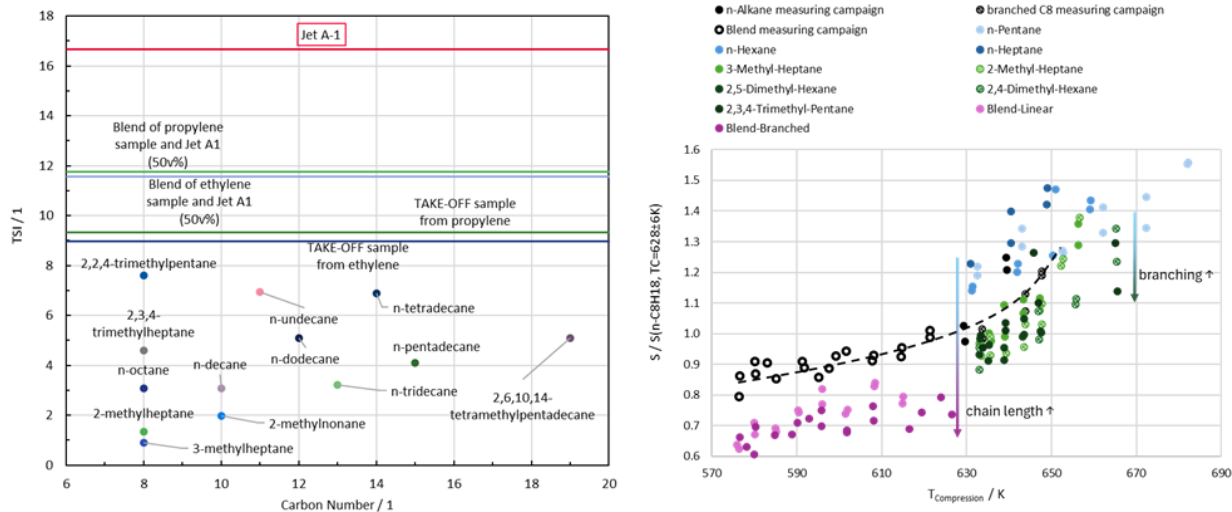 18
16
14
12
10
8
6
4
2
0
TSI / 1
Jet A-1
Blend of propylene
sample and Jet A1
(50v%)
Blend of ethylene
sample and Jet A1
(50v%)
TAKE-OFF sample
from propylene
TAKE-OFF sample
from ethylene
2,2,4-trimethylpentane
n-tetradecane
n-undecane
2,3,4-
trimethylheptane
n-dodecane
n-pentadecane
n-octane
n-decane
n-tridecane
2,6,10,14-
tetramethylpentadecane
2-methylheptane
2-methylnonane
3-methylheptane
6 8 10 12 14 16 18 20
Carbon Number / 1
n-Alkane measuring campaign
branched C8 measuring campaign
Blend measuring campaign
n-Pentane
n-Hexane
n-Heptane
3-Methyl-Heptane
2-Methyl-Heptane
2,5-Dimethyl-Hexane
2,4-Dimethyl-Hexane
2,3,4-Trimethyl-Pentane
Blend-Linear
Blend-Branched
1.6
1.5
1.4
1.3
1.2
1.1
1.0
0.9
0.8
0.7
0.6
S / S(n-C8H18, TC=628±6K)
branching ↑
chain length ↑
570 590 610 630 650 670 690
TCompression / K